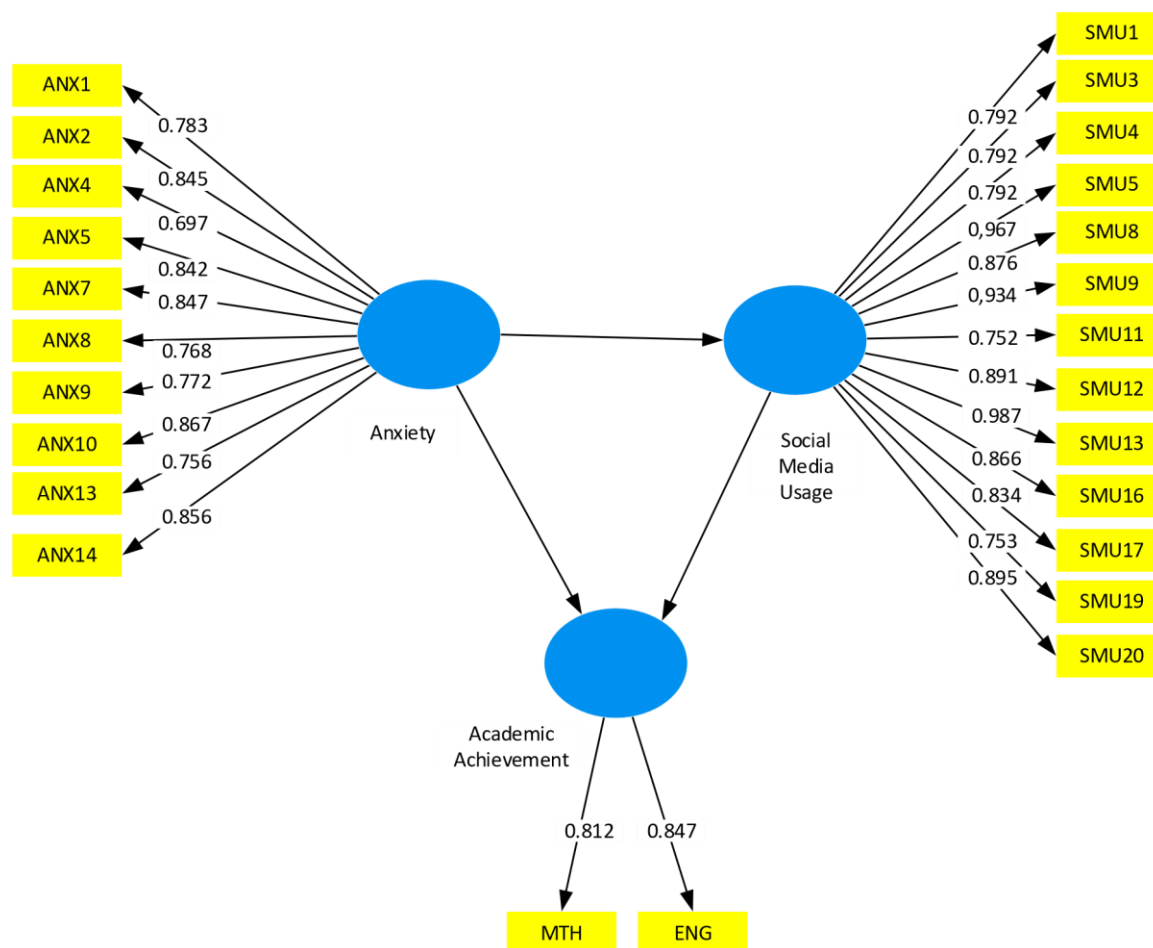 ANX1
ANX2
ANX4
ANX5
ANX7
ANX8
ANX9
ANX10
ANX13
ANX14
0.783
0.845
0.697
0.842
0.847
0.768
0.772
0.867
0.756
0.856
Anxiety
Social
Media
Usage
0.792
0.792
0.792
0,967
0.876
0,934
0.752
0.891
0.987
0.866
0.834
0.753
0.895
SMU1
SMU3
SMU4
SMU5
SMU8
SMU9
SMU11
SMU12
SMU13
SMU16
SMU17
SMU19
SMU20
Academic
Achievement
0.812
0.847
MTH
ENG